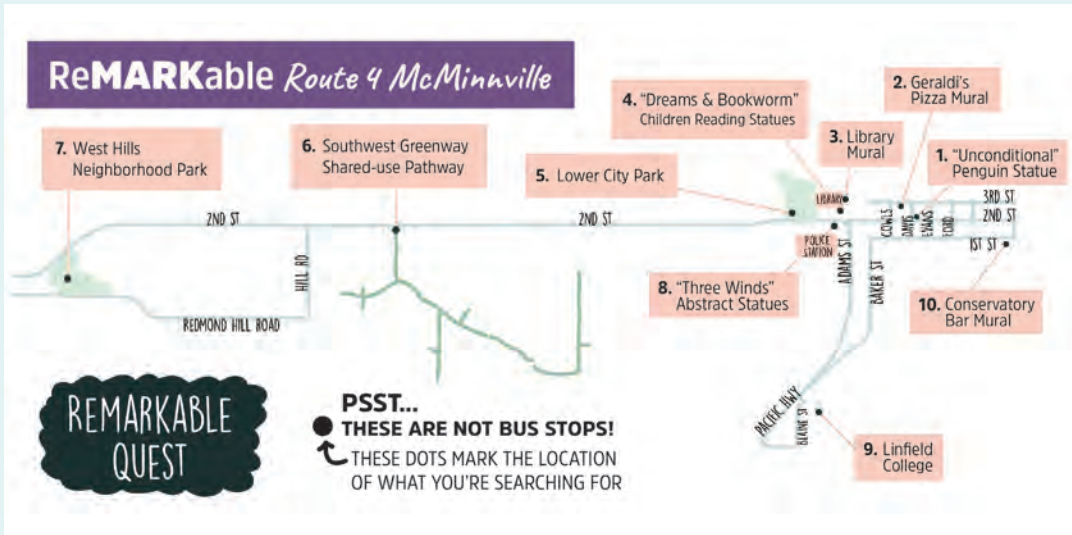 ReMARKable Route 4 McMinnville
7. West Hills
Neighborhood Park
6. Southwest Greenway
Shared-use Pathway
4. "Dreams & Bookworm"
Children Reading Statues
2. Geraldi's
Pizza Mural
3. Library
Mural
1. "Unconditional"
Penguin Statue
5. Lower City Park
LIBRARY
3RD ST
2ND ST
2ND ST
2ND ST
COWLS
DAVIS
EVANS
FORD
1ST ST
POLICE
STATION
ADAMS ST
BAKER ST
HILL RD
8. "Three Winds"
Abstract Statues
10. Conservatory
Bar Mural
REDMOND HILL ROAD
REMARKABLE
QUEST
PSST...
THESE ARE NOT BUS STOPS!
THESE DOTS MARK THE LOCATION
OF WHAT YOU'RE SEARCHING FOR
PACIFIC HWY
ST
9. Linfield
College